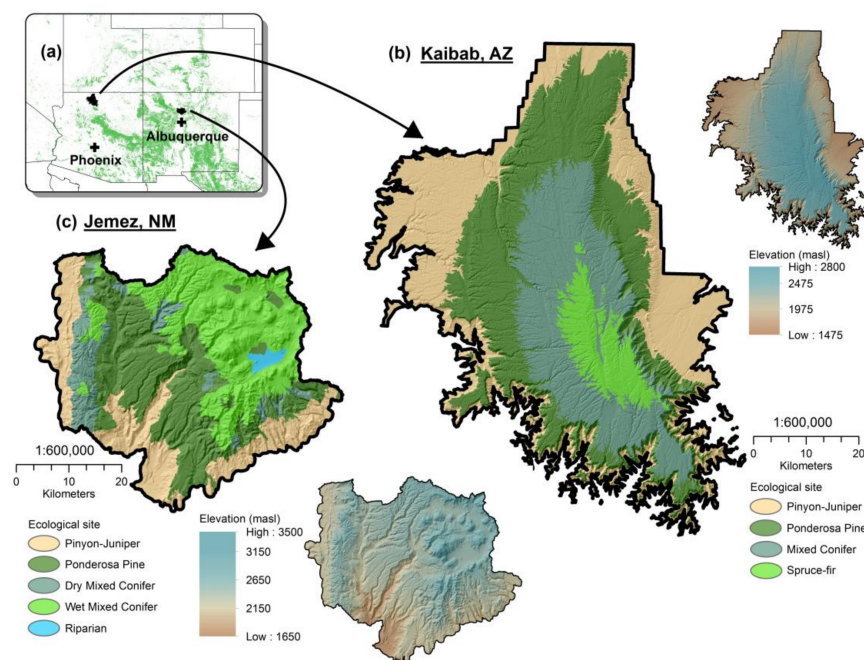 (a)
Albuquerque
Phoenix
(b) Kaibab, AZ
Elevation (masl)
High : 2800
2475
1975
Low : 1475
1:600,000
0 10 20
Kilometers
Ecological site
Pinyon-Juniper
Ponderosa Pine
Mixed Conifer
Spruce-fir
(c) Jemez, NM
1:600,000
0 10 20
Kilometers
Ecological site
Pinyon-Juniper
Ponderosa Pine
Dry Mixed Conifer
Wet Mixed Conifer
Riparian
Elevation (masl)
High : 3500
3150
2650
2150
Low : 1650